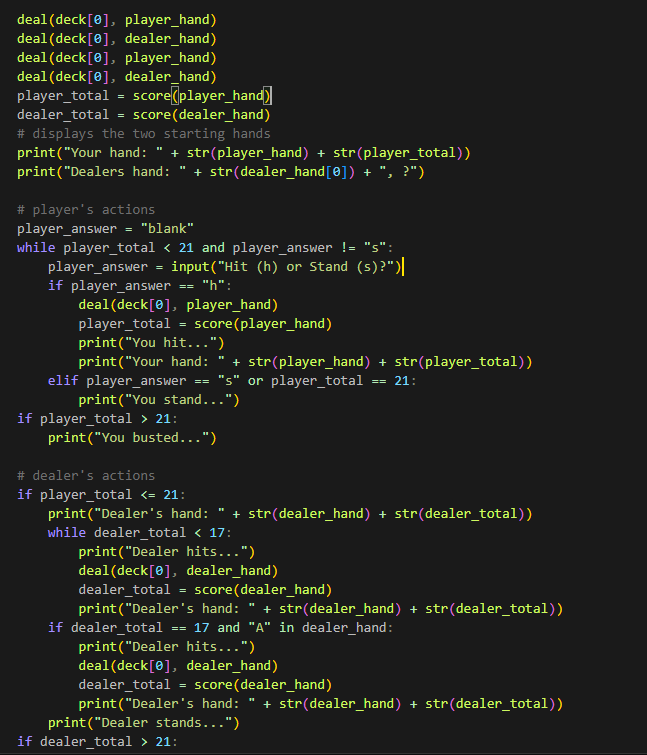 deal(deck[0], player_hand)
deal(deck[0], dealer_hand)
deal(deck[0], player_hand)
deal(deck[0], dealer_hand)
player_total = score(player_hand)
dealer_total = score(dealer_hand)
# displays the two starting hands
print("Your hand: " + str(player_hand) + str(player_total))
print("Dealers hand: " + str(dealer_hand[0]) + ", ?")

# player's actions
player_answer = "blank"
while player_total < 21 and player_answer != "s":
    player_answer = input("Hit (h) or Stand (s)?")
    if player_answer == "h":
        deal(deck[0], player_hand)
        player_total = score(player_hand)
        print("You hit...")
        print("Your hand: " + str(player_hand) + str(player_total))
    elif player_answer == "s" or player_total == 21:
        print("You stand...")
if player_total > 21:
    print("You busted...")

# dealer's actions
if player_total <= 21:
    print("Dealer's hand: " + str(dealer_hand) + str(dealer_total))
    while dealer_total < 17:
        print("Dealer hits...")
        deal(deck[0], dealer_hand)
        dealer_total = score(dealer_hand)
        print("Dealer's hand: " + str(dealer_hand) + str(dealer_total))
    if dealer_total == 17 and "A" in dealer_hand:
        print("Dealer hits...")
        deal(deck[0], dealer_hand)
        dealer_total = score(dealer_hand)
        print("Dealer's hand: " + str(dealer_hand) + str(dealer_total))
    print("Dealer stands...")
if dealer_total > 21: